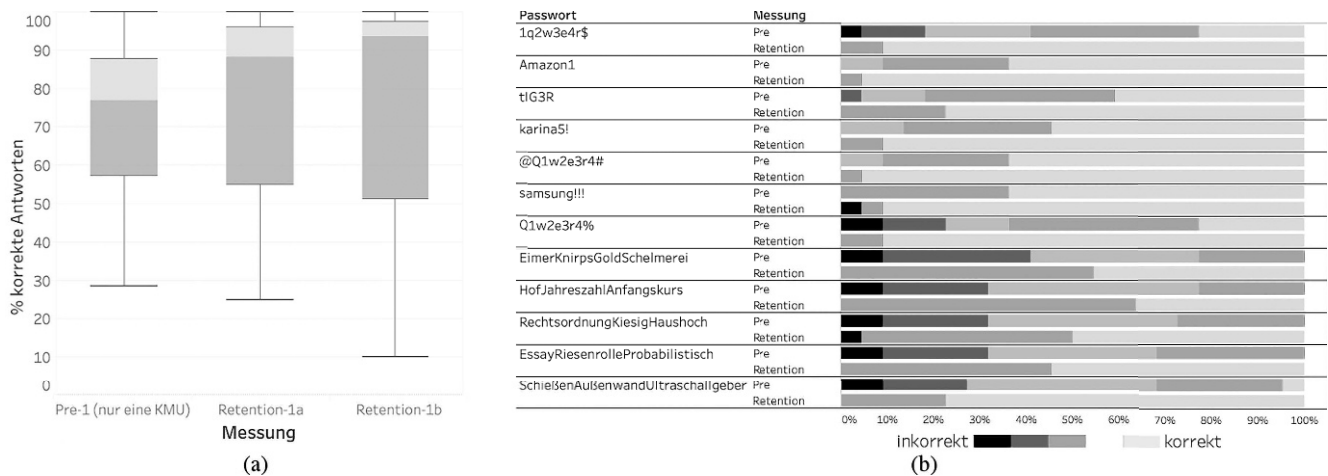 % korrekte Antworten
100
90
80
70
60
50
40
30
20
10
0
Pre-1 (nur eine KMU) Retention-1a Retention-1b
Messung
(a)
Passwort Messung
1q2w3e4r$ Pre
Retention
Amazon1 Pre
Retention
tIG3R Pre
Retention
karina5! Pre
Retention
@Q1w2e3r4# Pre
Retention
samsung!!! Pre
Retention
Q1w2e3r4% Pre
Retention
EimerKnirpsGoldSchelmerei Pre
Retention
HofJahreszahlAnfangskurs Pre
Retention
RechtsordnungKiesigHaushoch Pre
Retention
EssayRiesenrolleProbabilistisch Pre
Retention
SchießenAußenwandUltraschallgeber Pre
Retention
0% 10% 20% 30% 40% 50% 60% 70% 80% 90% 100%
inkorrekt korrekt
(b)